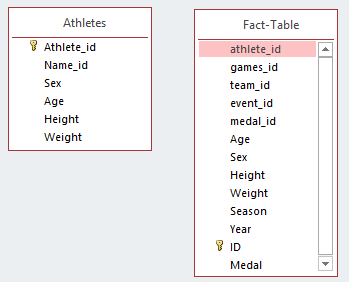 Athletes
Athlete_id
Name_id
Sex
Age
Height
Weight
Fact-Table
athlete_id
games_id
team_id
event_id
medal_id
Age
Sex
Height
Weight
Season
Year
ID
Medal